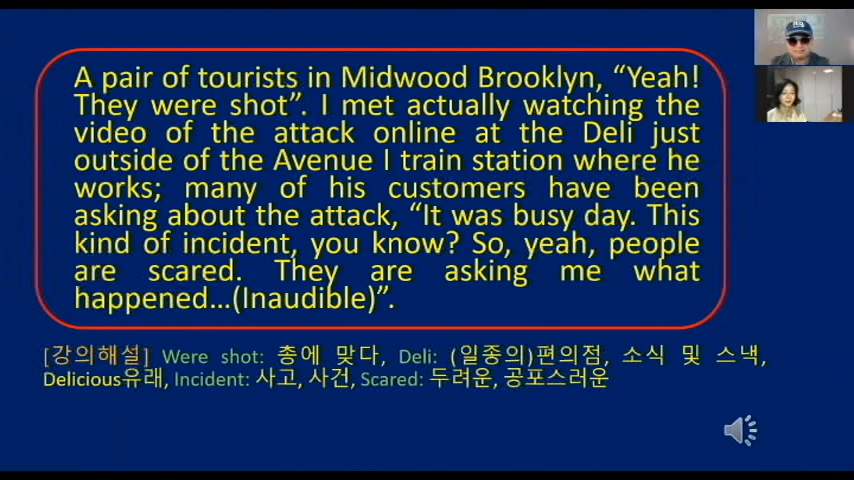 A pair of tourists in Midwood Brooklyn, “Yeah!
They were shot”. I met actually watching the
video of the attack online at the Deli just
outside of the Avenue I train station where he
works; many of his customers have been
asking about the attack, “It was busy day. This
kind of incident, you know? So, yeah, people
are scared. They are asking me what
happened...(Inaudible)”.
[강의해설] Were shot: 총에 맞다, Deli: (일종의)편의점, 소식 및 스낵,
Delicious유래, Incident: 사고, 사건, Scared: 두려운, 공포스러운